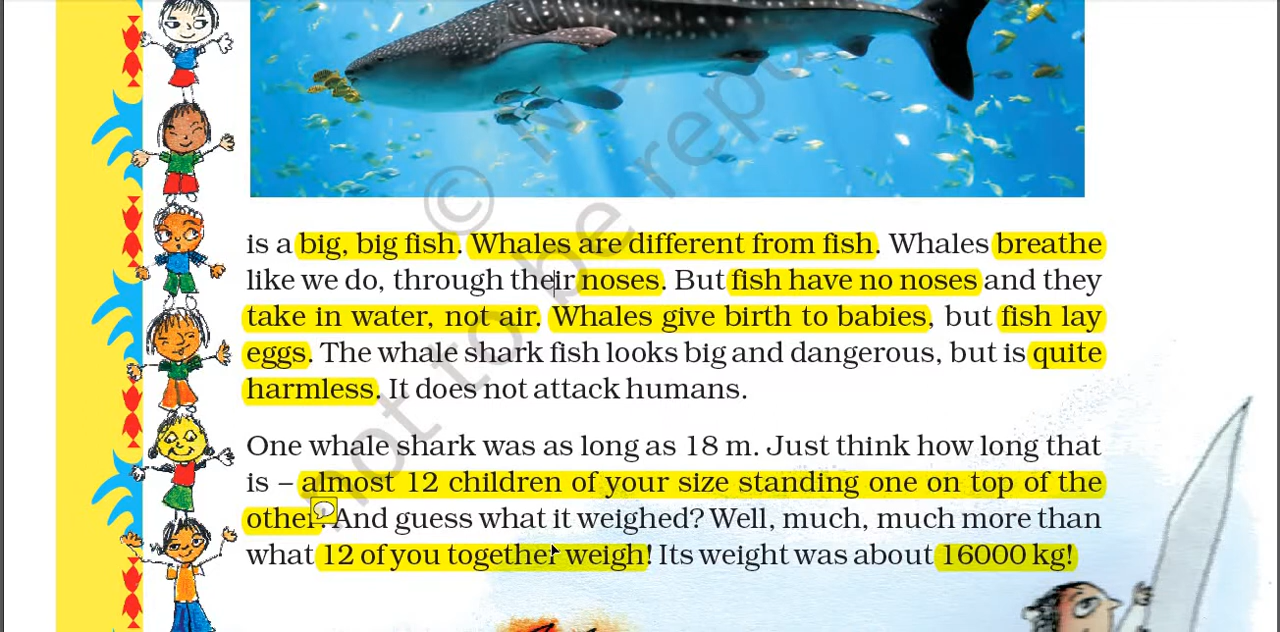 is a big, big fish. Whales are different from fish. Whales breathe
like we do, through their noses. But fish have no noses and they
take in water, not air. Whales give birth to babies, but fish lay
eggs. The whale shark fish looks big and dangerous, but is quite
harmless. It does not attack humans.
One whale shark was as long as 18 m. Just think how long that
is – almost 12 children of your size standing one on top of the
other. And guess what it weighed? Well, much, much more than
what 12 of you together weigh! Its weight was about 16000 kg!
© NC
not to be rep